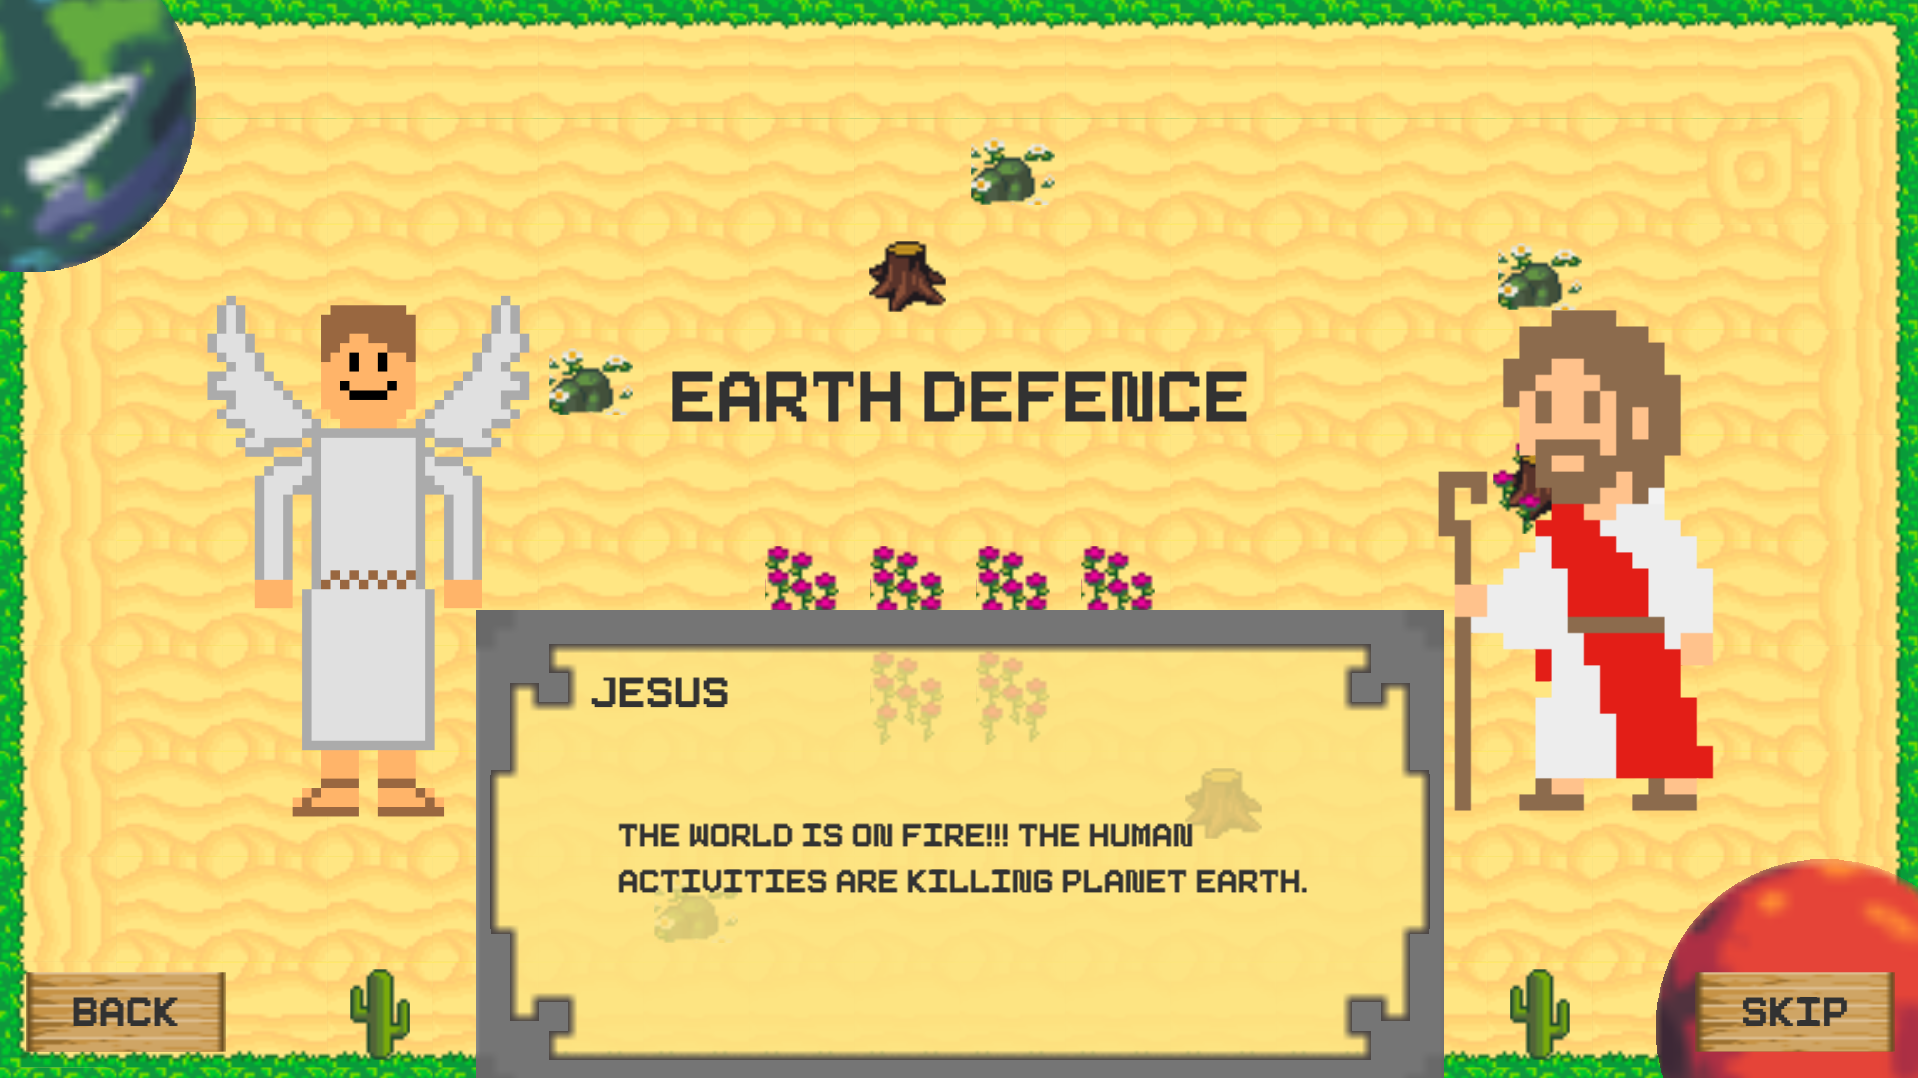 EARTH DEFENCE
JESUS
THE WORLD IS ON FIRE!!! THE HUMAN
ACTIVITIES ARE KILLING PLANET EARTH.
BACK
SKIP